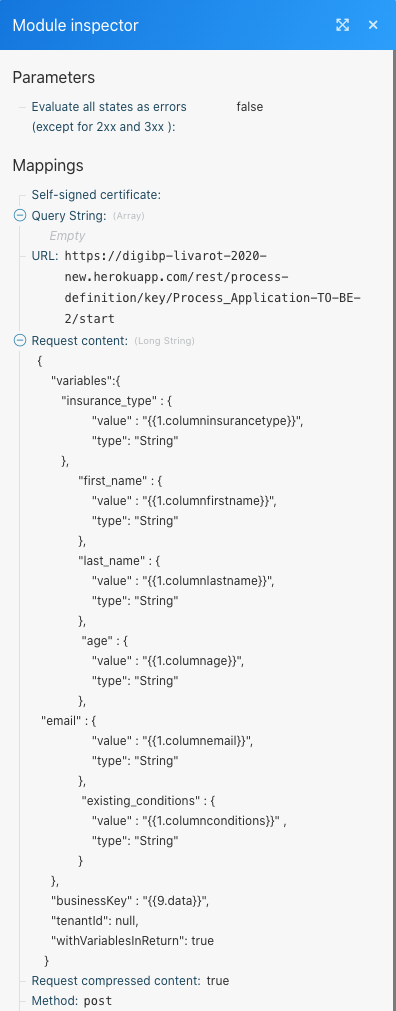 Module inspector
Parameters
Evaluate all states as errors false
(except for 2xx and 3xx ):
Mappings
Self-signed certificate:
Query String: (Array)
Empty
URL: https://digibp-livarot-2020-
new.herokuapp.com/rest/process-
definition/key/Process_Application-TO-BE-
2/start
Request content: (Long String)
{
"variables":{
"insurance_type" : {
"value" : "{{1.columninsurancetype}}",
"type": "String"
},
"first_name" : {
"value" : "{{1.columnfirstname}}",
"type": "String"
},
"last_name" : {
"value" : "{{1.columnlastname}}",
"type": "String"
},
"age" : {
"value" : "{{1.columnage}}",
"type": "String"
},
"email" : {
"value" : "{{1.columnemail}}",
"type": "String"
},
"existing_conditions" : {
"value" : "{{1.columnconditions}}" ,
"type": "String"
}
},
"businessKey" : "{{9.data}}",
"tenantId": null,
"withVariablesInReturn": true
}
Request compressed content: true
Method: post